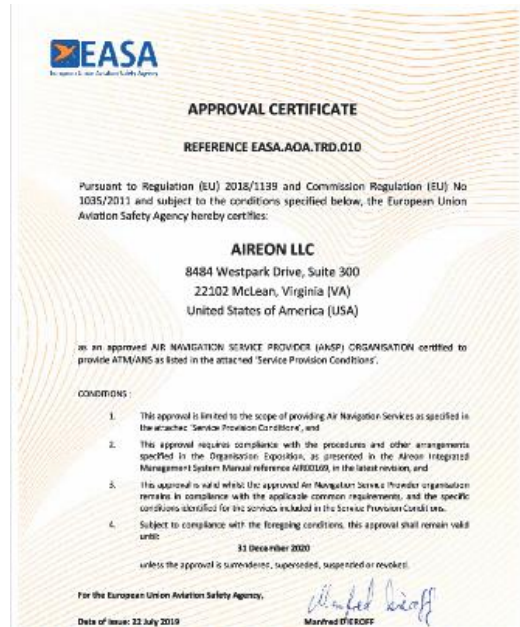 EASA
European Union Aviation Safety Agency
APPROVAL CERTIFICATE
REFERENCE EASA.AOA.TRD.010
Pursuant to Regulation (EU) 2018/1139 and Commission Regulation (EU) No
1035/2011 and subject to the conditions specified below, the European Union
Aviation Safety Agency hereby certifies:
AIREON LLC
8484 Westpark Drive, Suite 300
22102 McLean, Virginia (VA)
United States of America (USA)
as an approved AIR NAVIGATION SERVICE PROVIDER (ANSP) ORGANISATION certified to
provide ATM/ANS as listed in the attached 'Service Provision Conditions'.
CONDITIONS :
1. This approval is limited to the scope of providing Air Navigation Services as specified in
the attached 'Service Provision Conditions', and
2. This approval requires compliance with the procedures and other arrangements
specified in the Organisation Exposition, as presented in the Aireon Integrated
Management System Manual reference AIR00169, in the latest revision, and
3. This approval is valid whilst the approved Air Navigation Service Provider organisation
remains in compliance with the applicable common requirements, and the specific
conditions identified for the services included in the Service Provision Conditions.
4. Subject to compliance with the foregoing conditions, this approval shall remain valid
until:
31 December 2020
unless the approval is surrendered, superseded, suspended or revoked.
For the European Union Aviation Safety Agency,
Manfred Dieroff
Date of Issue: 22 July 2019
Manfred DIEROFF